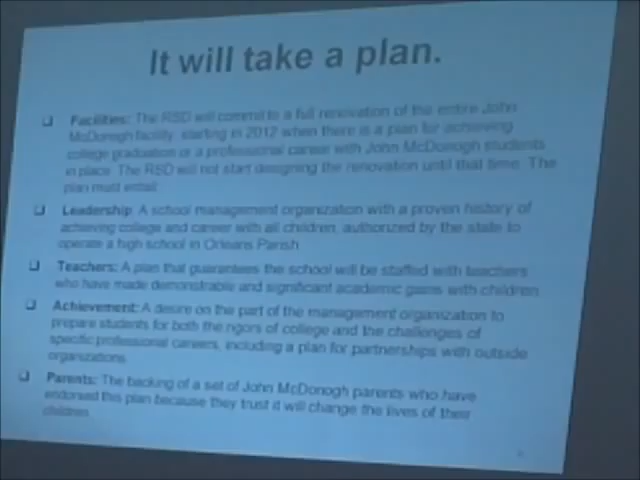 It will take a plan.
❑ Facilities: The RSD will commit to a full renovation of the entire John
McDonogh facility, starting in 2012 when there is a plan for achieving
college graduation or a professional career with John McDonogh students
in place. The RSD will not start designing the renovation until that time. The
plan must entail:
❑ Leadership: A school management organization with a proven history of
achieving college and career with all children, authorized by the state to
operate a high school in Orleans Parish
❑ Teachers: A plan that guarantees the school will be staffed with teachers
who have made demonstrable and significant academic gains with children
❑ Achievement: A desire on the part of the management organization to
prepare students for both the rigors of college and the challenges of
specific professional careers, including a plan for partnerships with outside
organizations.
❑ Parents: The backing of a set of John McDonogh parents who have
endorsed this plan because they trust it will change the lives of their
children